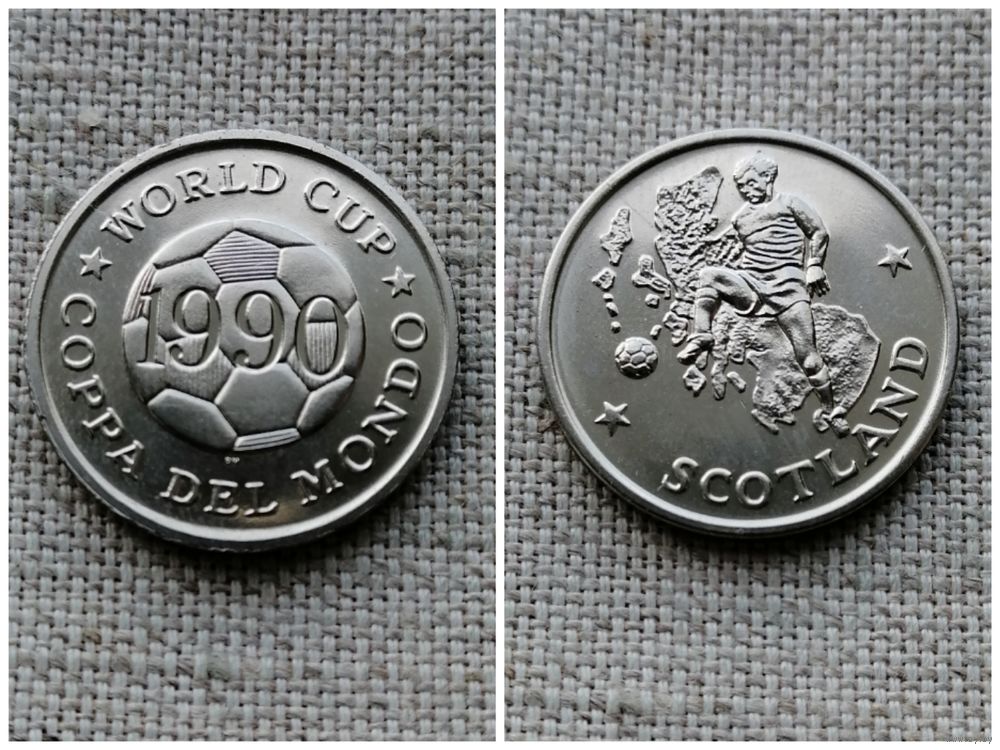 WORLD CUP
1990
COPPA DEL MONDO
SCOTLAND